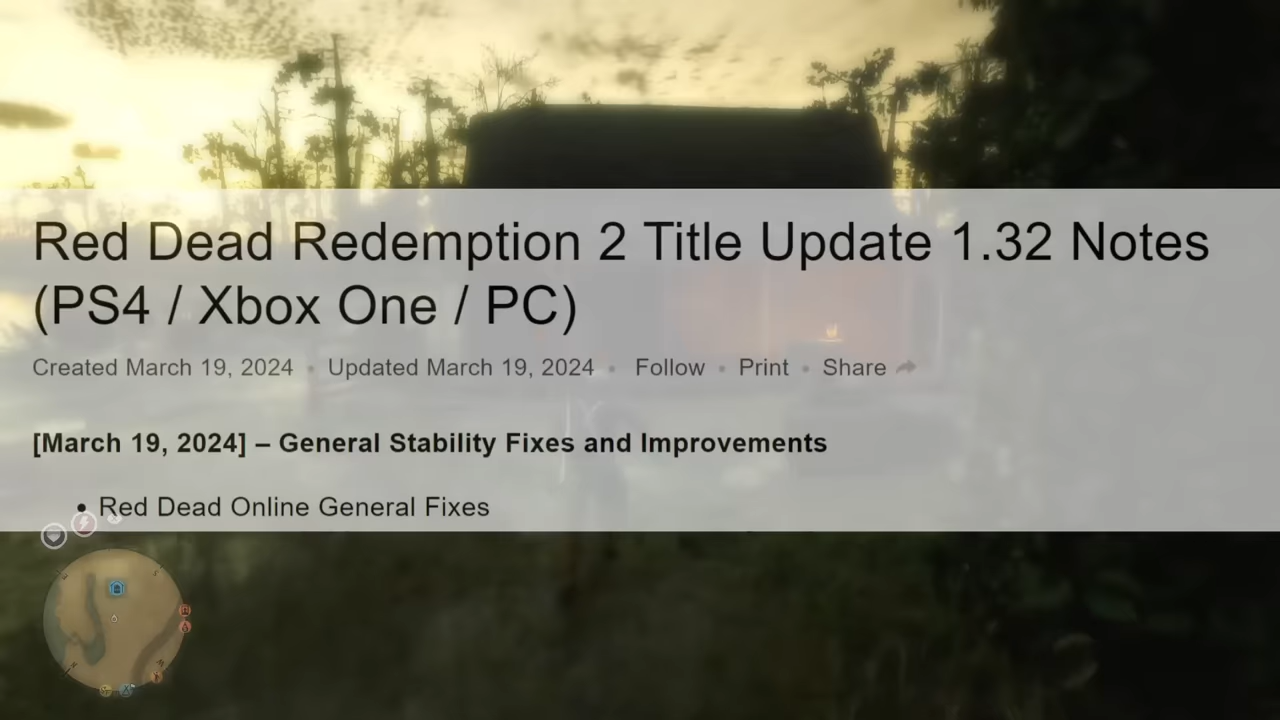 Red Dead Redemption 2 Title Update 1.32 Notes
(PS4 / Xbox One / PC)
Created March 19, 2024 • Updated March 19, 2024 • Follow • Print • Share
[March 19, 2024] – General Stability Fixes and Improvements
• Red Dead Online General Fixes